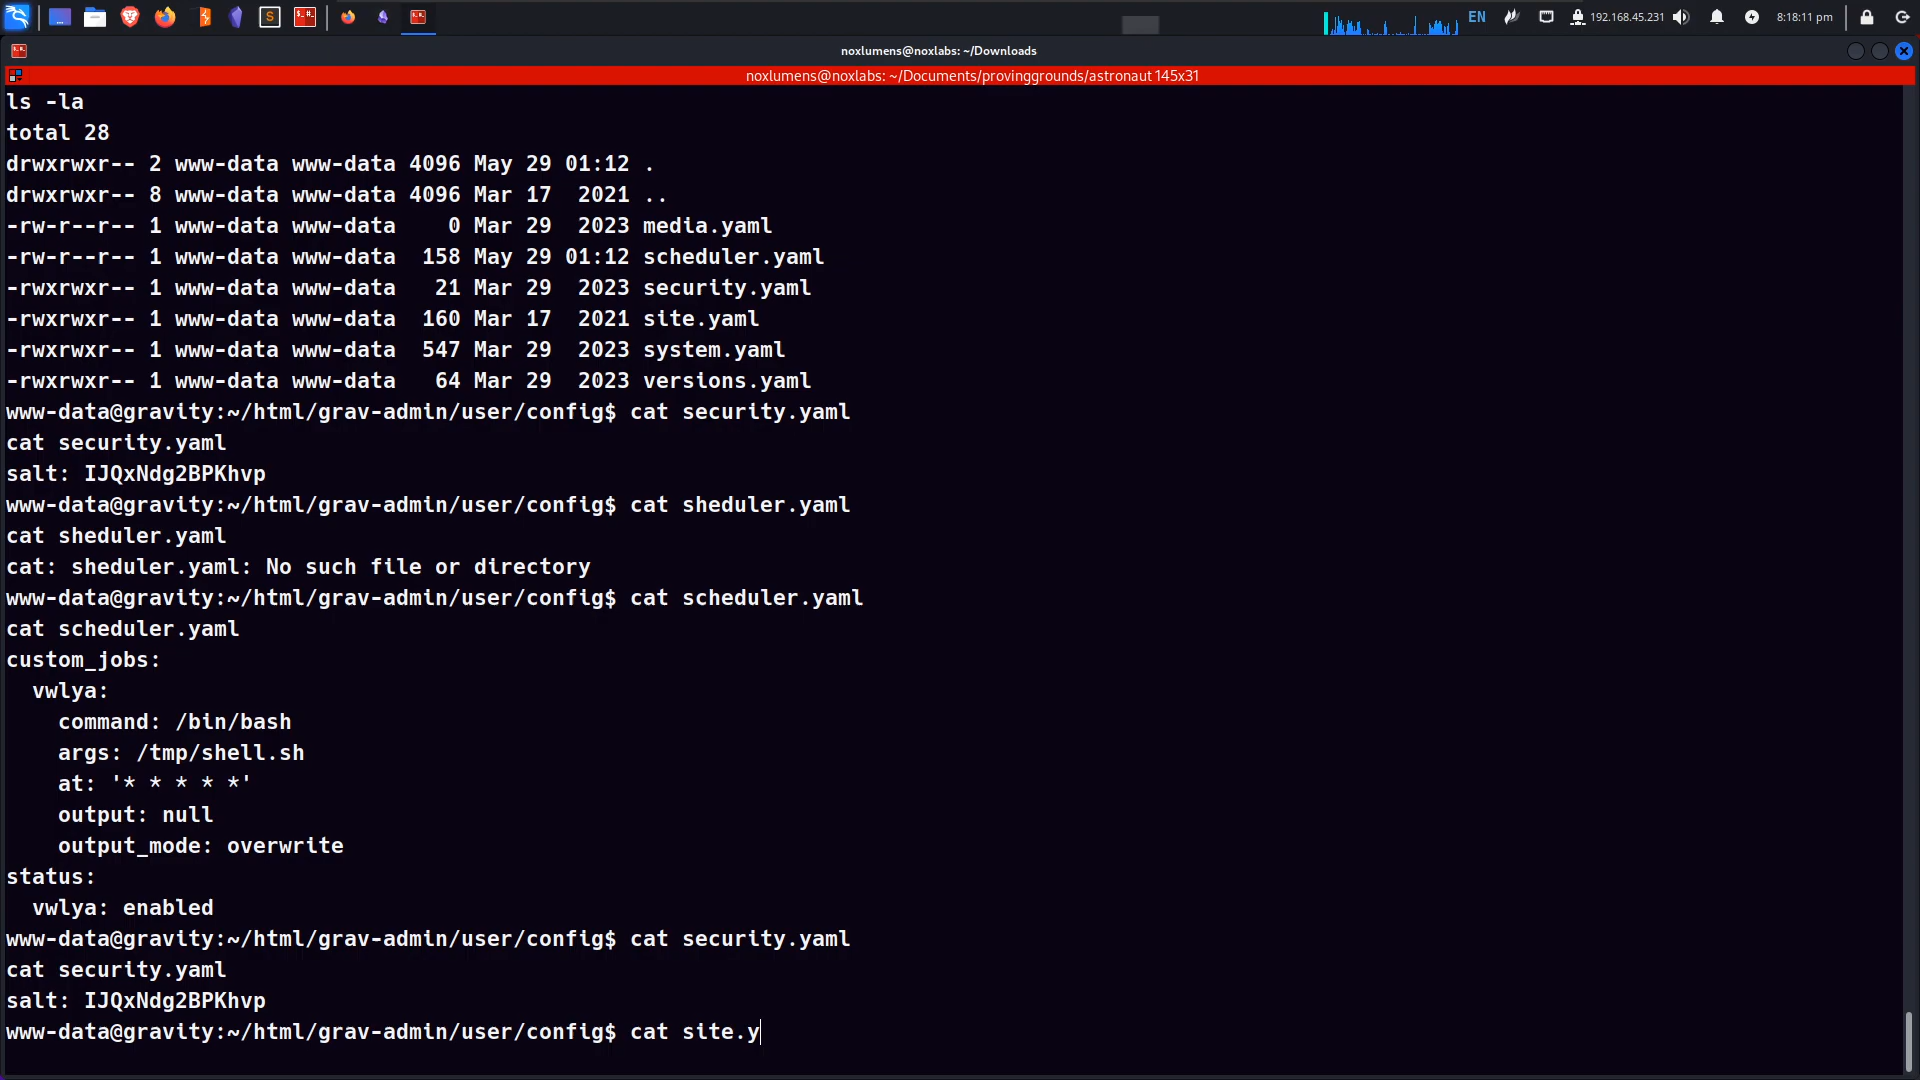 EN
192.168.45.231
8:18:11 pm
noxlumens@noxlabs: ~/Downloads
noxlumens@noxlabs: ~/Documents/provinggrounds/astronaut 145x31
ls -la
total 28
drwxrwxr-- 2 www-data www-data 4096 May 29 01:12 .
drwxrwxr-- 8 www-data www-data 4096 Mar 17  2021 ..
-rw-r--r-- 1 www-data www-data    0 Mar 29  2023 media.yaml
-rw-r--r-- 1 www-data www-data  158 May 29 01:12 scheduler.yaml
-rwxrwxr-- 1 www-data www-data   21 Mar 29  2023 security.yaml
-rwxrwxr-- 1 www-data www-data  160 Mar 17  2021 site.yaml
-rwxrwxr-- 1 www-data www-data  547 Mar 29  2023 system.yaml
-rwxrwxr-- 1 www-data www-data   64 Mar 29  2023 versions.yaml
www-data@gravity:~/html/grav-admin/user/config$ cat security.yaml
cat security.yaml
salt: IJQxNdg2BPKhvp
www-data@gravity:~/html/grav-admin/user/config$ cat sheduler.yaml
cat sheduler.yaml
cat: sheduler.yaml: No such file or directory
www-data@gravity:~/html/grav-admin/user/config$ cat scheduler.yaml
cat scheduler.yaml
custom_jobs:
  vwlya:
    command: /bin/bash
    args: /tmp/shell.sh
    at: '* * * * *'
    output: null
    output_mode: overwrite
status:
  vwlya: enabled
www-data@gravity:~/html/grav-admin/user/config$ cat security.yaml
cat security.yaml
salt: IJQxNdg2BPKhvp
www-data@gravity:~/html/grav-admin/user/config$ cat site.y